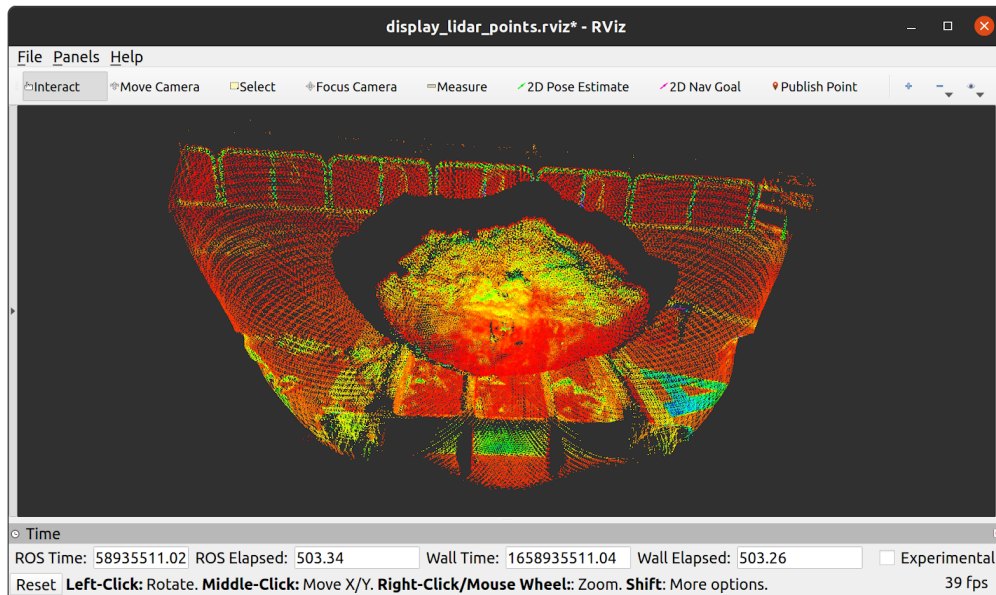 display_lidar_points.rviz* - RViz
File Panels Help
Interact Move Camera Select Focus Camera Measure 2D Pose Estimate 2D Nav Goal Publish Point
Time
ROS Time: 58935511.02 ROS Elapsed: 503.34 Wall Time: 1658935511.04 Wall Elapsed: 503.26 Experimental
Reset Left-Click: Rotate. Middle-Click: Move X/Y. Right-Click/Mouse Wheel:: Zoom. Shift: More options. 39 fps